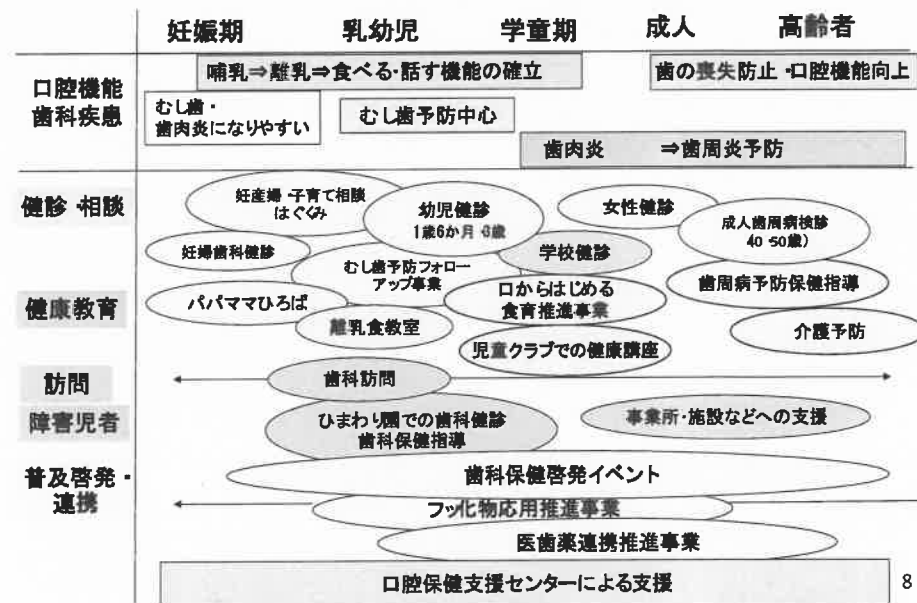 妊娠期 乳幼児 学童期 成人 高齢者
口腔機能
歯科疾患
哺乳⇒離乳⇒食べる・話す機能の確立
歯の喪失防止・口腔機能向上
むし歯・
歯肉炎になりやすい
むし歯予防中心
歯肉炎 ⇒歯周炎予防
健診・相談
妊産婦・子育て相談
はぐくみ
幼児健診
1歳6か月・3歳
女性健診
成人歯周病検診
40・50歳)
妊婦歯科健診
むし歯予防フォロー
アップ事業
学校健診
歯周病予防保健指導
健康教育
パパママひろば
口からはじめる
食育推進事業
離乳食教室
児童クラブでの健康講座
介護予防
訪問
歯科訪問
障害児者
ひまわり園での歯科健診
歯科保健指導
事業所・施設などへの支援
普及啓発・
連携
歯科保健啓発イベント
フッ化物応用推進事業
医歯薬連携推進事業
口腔保健支援センターによる支援
8